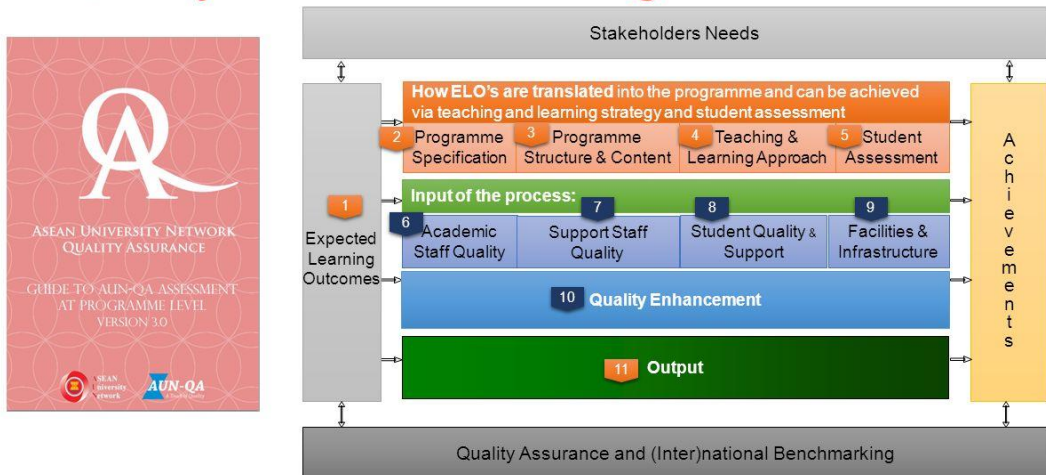 ASEAN UNIVERSITY NETWORK
QUALITY ASSURANCE
GUIDE TO AUN-QA ASSESSMENT
AT PROGRAMME LEVEL
VERSION 3.0
AUN-QA
Stakeholders Needs
How ELO's are translated into the programme and can be achieved
via teaching and learning strategy and student assessment
2 Programme
Specification
3 Programme
Structure & Content
4 Teaching &
Learning Approach
5 Student
Assessment
1
Expected
Learning
Outcomes
Input of the process:
6 Academic
Staff Quality
7
Support Staff
Quality
8
Student Quality &
Support
9
Facilities &
Infrastructure
10 Quality Enhancement
11 Output
Achievements
Quality Assurance and (Inter)national Benchmarking